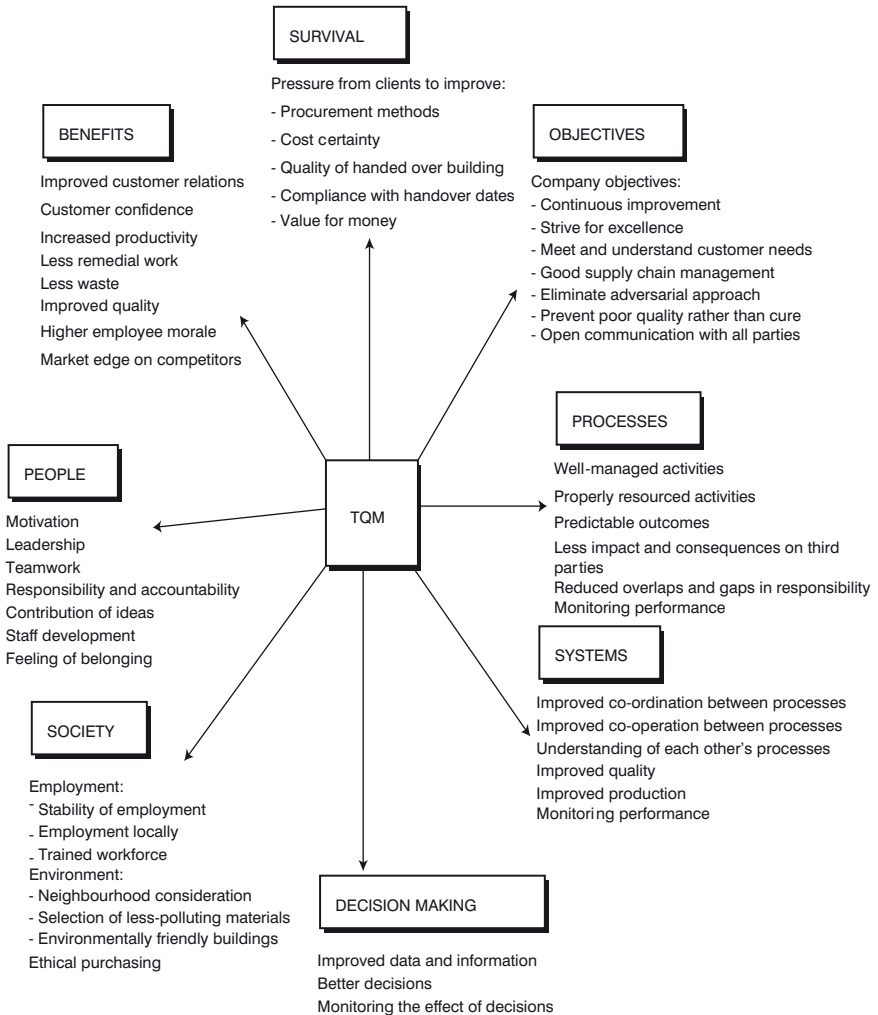 SURVIVAL
Pressure from clients to improve:
- Procurement methods
- Cost certainty
- Quality of handed over building
- Compliance with handover dates
- Value for money
BENEFITS
Improved customer relations
Customer confidence
Increased productivity
Less remedial work
Less waste
Improved quality
Higher employee morale
Market edge on competitors
OBJECTIVES
Company objectives:
- Continuous improvement
- Strive for excellence
- Meet and understand customer needs
- Good supply chain management
- Eliminate adversarial approach
- Prevent poor quality rather than cure
- Open communication with all parties
PROCESSES
Well-managed activities
Properly resourced activities
Predictable outcomes
Less impact and consequences on third
parties
Reduced overlaps and gaps in responsibility
Monitoring performance
PEOPLE
Motivation
Leadership
Teamwork
Responsibility and accountability
Contribution of ideas
Staff development
Feeling of belonging
TQM
SYSTEMS
Improved co-ordination between processes
Improved co-operation between processes
Understanding of each other's processes
Improved quality
Improved production
Monitoring performance
SOCIETY
Employment:
- Stability of employment
- Employment locally
- Trained workforce
Environment:
- Neighbourhood consideration
- Selection of less-polluting materials
- Environmentally friendly buildings
Ethical purchasing
DECISION MAKING
Improved data and information
Better decisions
Monitoring the effect of decisions